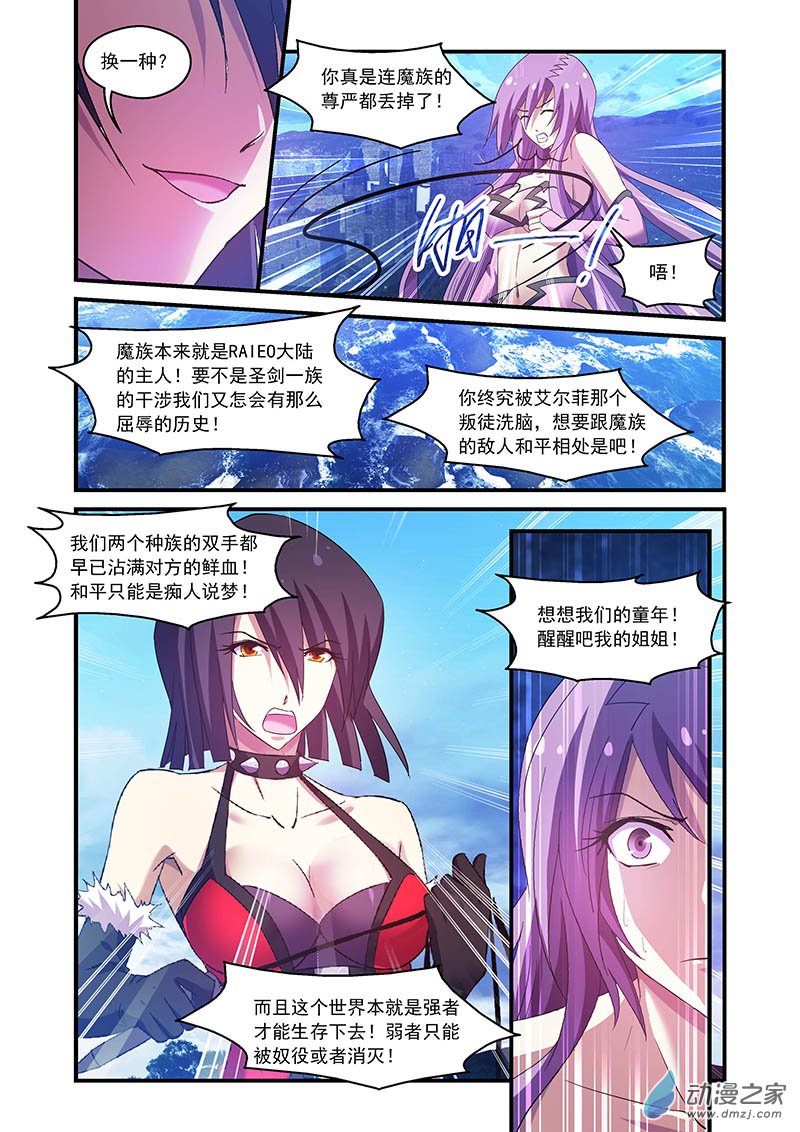 换一种?
你真是连魔族的
尊严都丢掉了!
啪——!
唔!
魔族本来就是RAIEO大陆
的主人!要不是圣剑一族
的干涉我们又怎会有那么
屈辱的历史!
你终究被艾尔菲那个
叛徒洗脑,想要跟魔族
的敌人和平相处是吧!
我们两个种族的双手都
早已沾满对方的鲜血!
和平只能是痴人说梦!
想想我们的童年!
醒醒吧我的姐姐!
而且这个世界本就是强者
才能生存下去!弱者只能
被奴役或者消灭!
动漫之家
www.dmzj.com